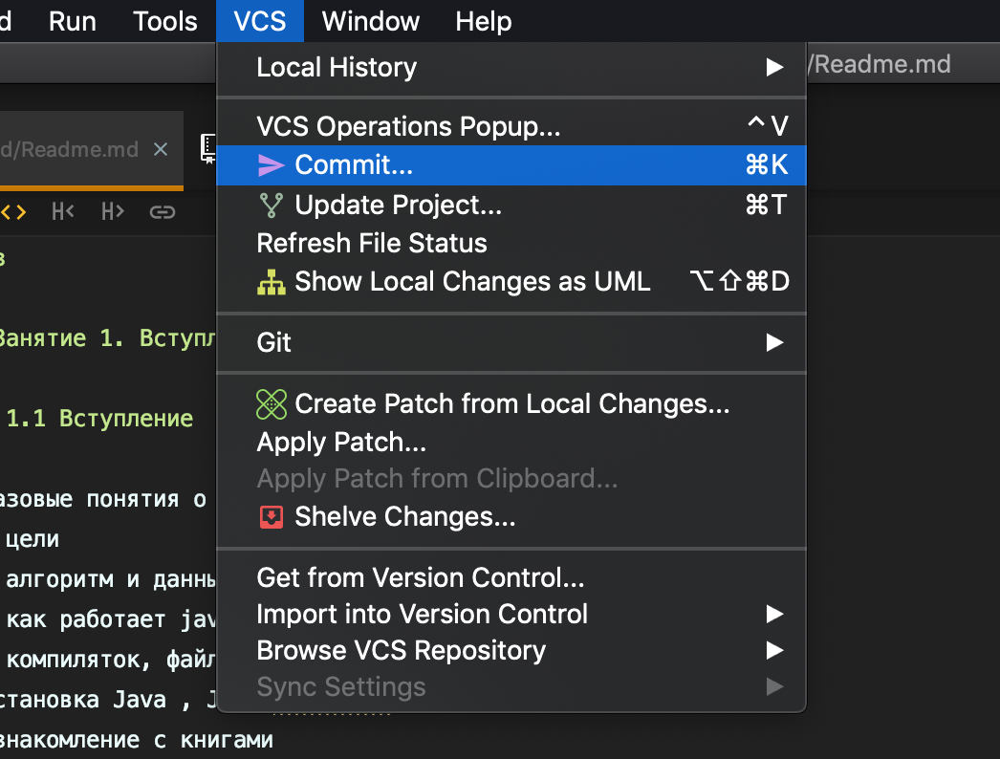 d Run Tools VCS Window Help
/Readme.md
d/Readme.md ×
Local History
VCS Operations Popup... ⌃V
Commit... ⌘K
Update Project... ⌘T
Refresh File Status
Show Local Changes as UML ⌥⇧⌘D
Git
Create Patch from Local Changes...
Apply Patch...
Apply Patch from Clipboard...
Shelve Changes...
Get from Version Control...
Import into Version Control
Browse VCS Repository
Sync Settings
<> H< H>
в
Занятие 1. Вступл
1.1 Вступление
азовые понятия о
цели
алгоритм и данны
как работает jav
компиляток, файл
становка Java , J
знакомление с книгами